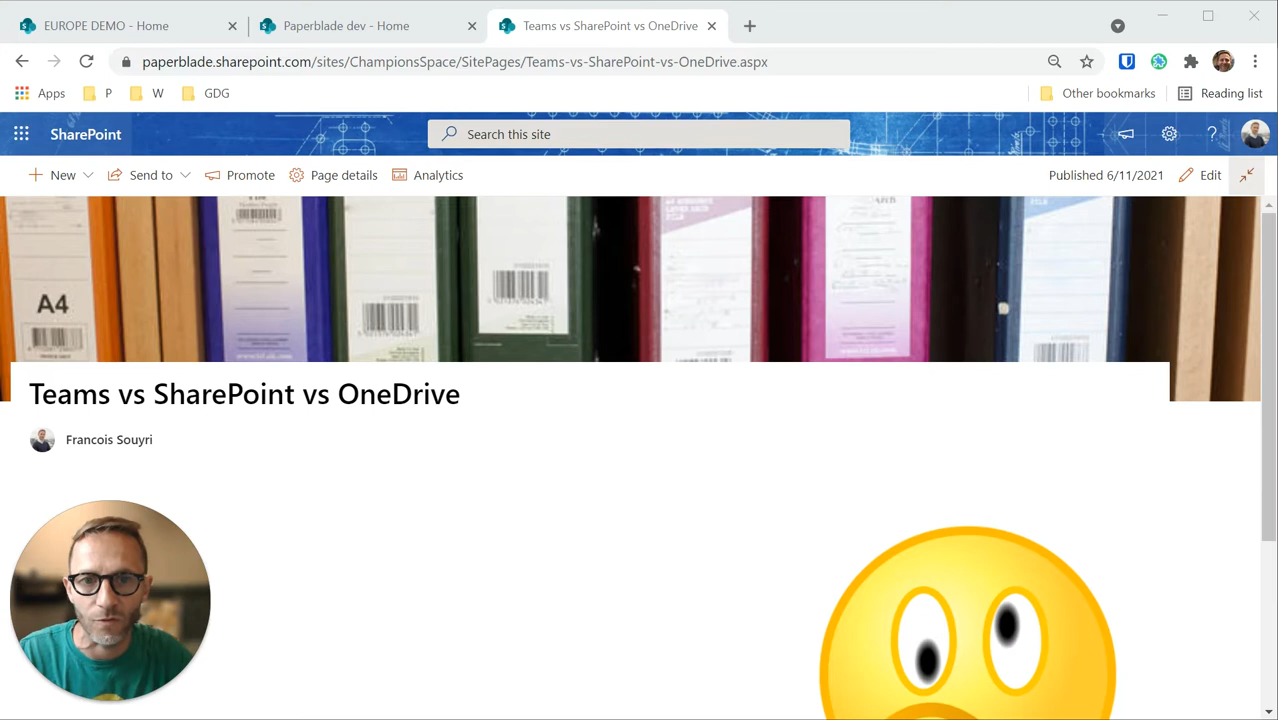 EUROPE DEMO - Home
Paperblade dev - Home
Teams vs SharePoint vs OneDrive
paperblade.sharepoint.com/sites/ChampionsSpace/SitePages/Teams-vs-SharePoint-vs-OneDrive.aspx
Apps P W GDG Other bookmarks Reading list
SharePoint Search this site
New Send to Promote Page details Analytics Published 6/11/2021 Edit
A4
Teams vs SharePoint vs OneDrive
Francois Souyri